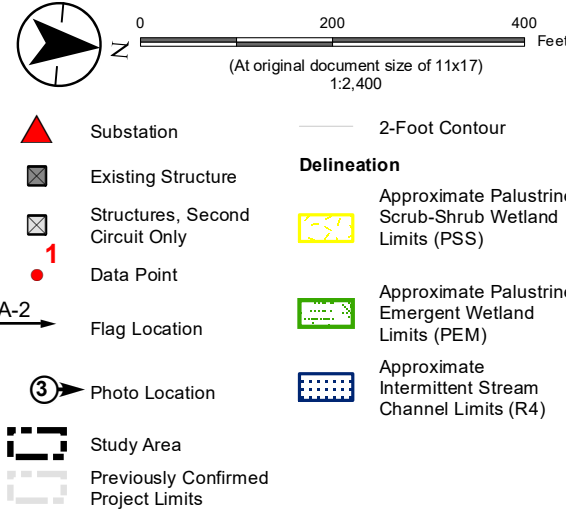 0 200 400
Feet
N
(At original document size of 11x17)
1:2,400
Substation
Existing Structure
Structures, Second
Circuit Only
1
Data Point
A-2
Flag Location
3
Photo Location
Study Area
Previously Confirmed
Project Limits
2-Foot Contour
Delineation
Approximate Palustrine
Scrub-Shrub Wetland
Limits (PSS)
Approximate Palustrine
Emergent Wetland
Limits (PEM)
Approximate
Intermittent Stream
Channel Limits (R4)